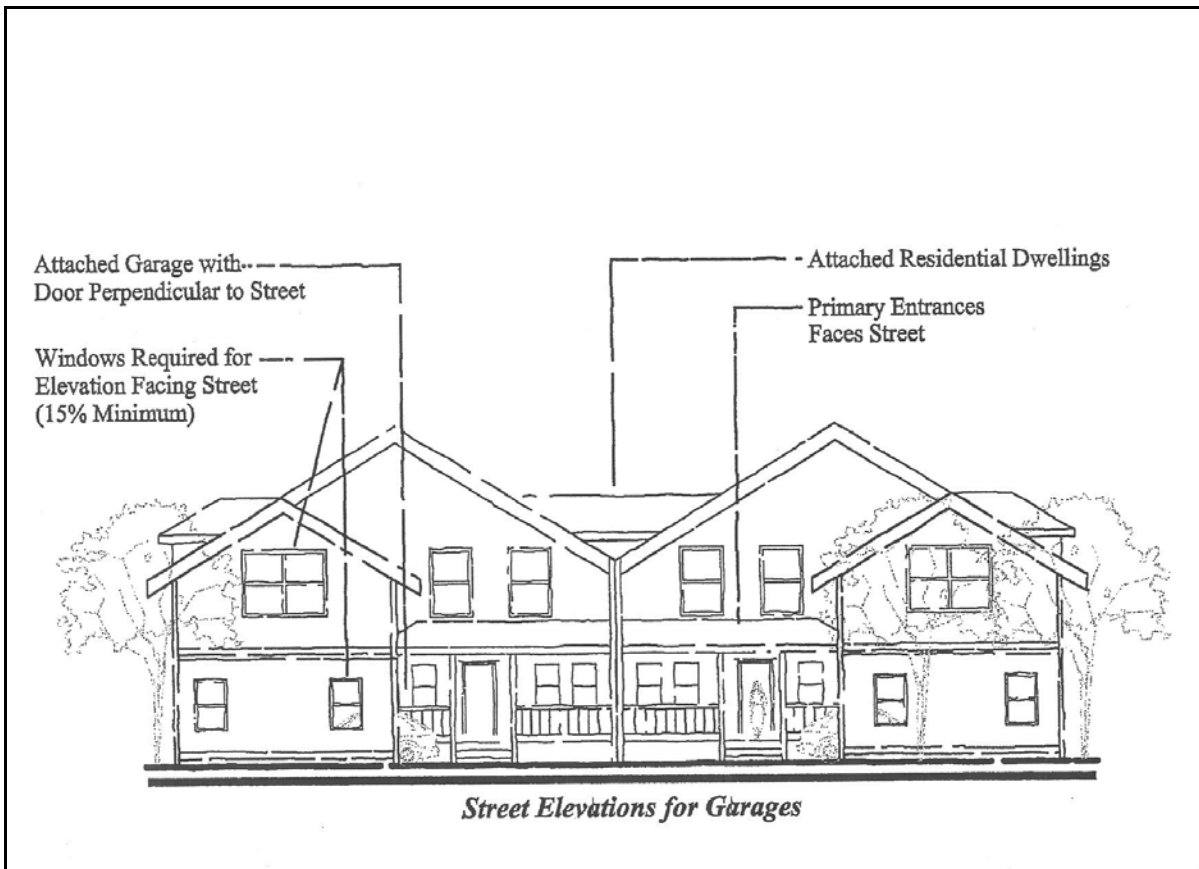 Attached Garage with
Door Perpendicular to Street
Windows Required for
Elevation Facing Street
(15% Minimum)
Attached Residential Dwellings
Primary Entrances
Faces Street
Street Elevations for Garages